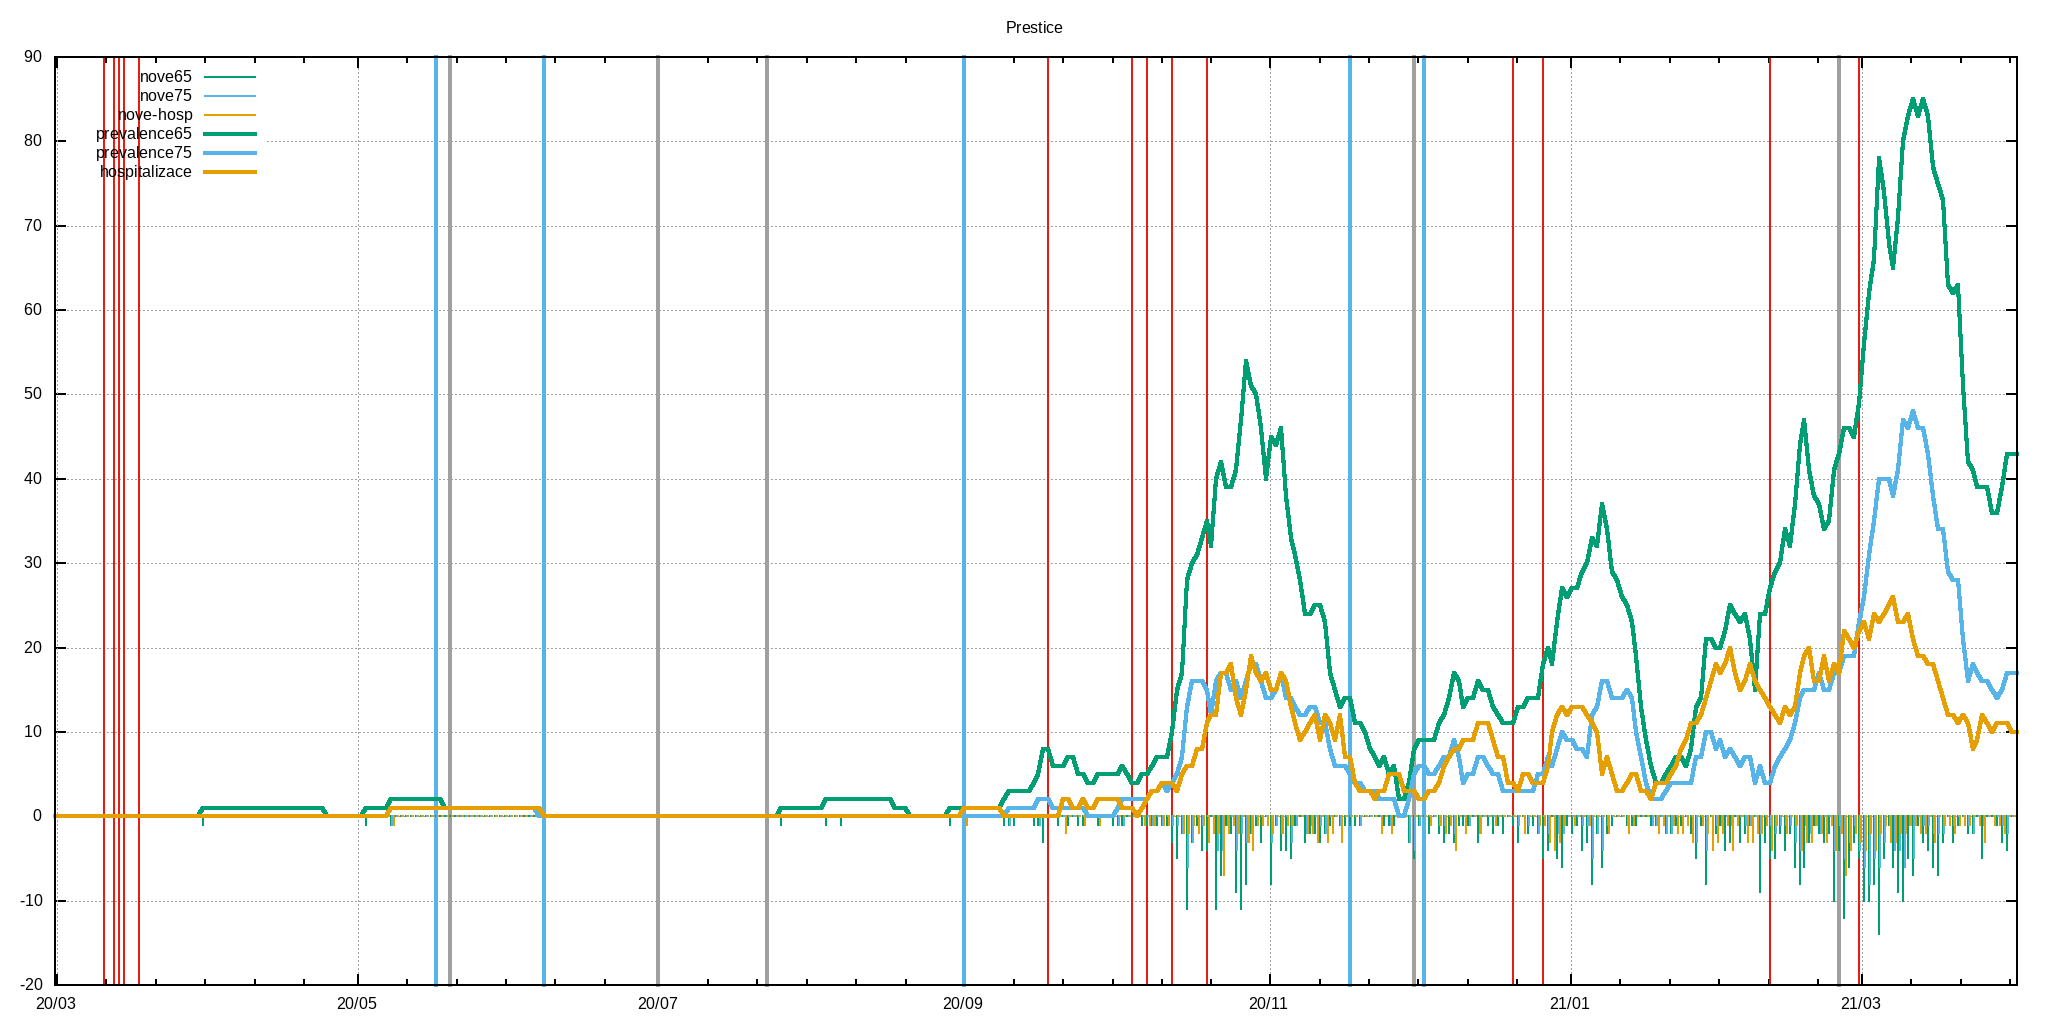 Prestice
90
80
70
60
50
40
30
20
10
0
-10
-20
nove65
nove75
nove-hosp
prevalence65
prevalence75
hospitalizace
20/03 20/05 20/07 20/09 20/11 21/01 21/03